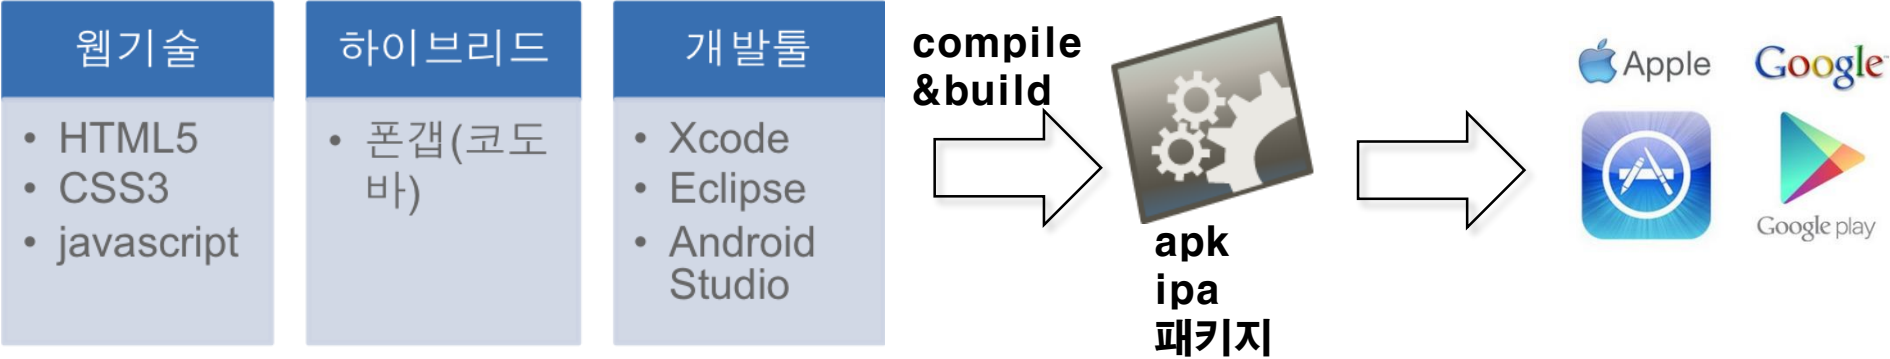 웹기술
• HTML5
• CSS3
• javascript
하이브리드
• 폰갭(코도
바)
개발툴
• Xcode
• Eclipse
• Android
Studio
compile
&build
apk
ipa
패키지
Apple
Google
Google play